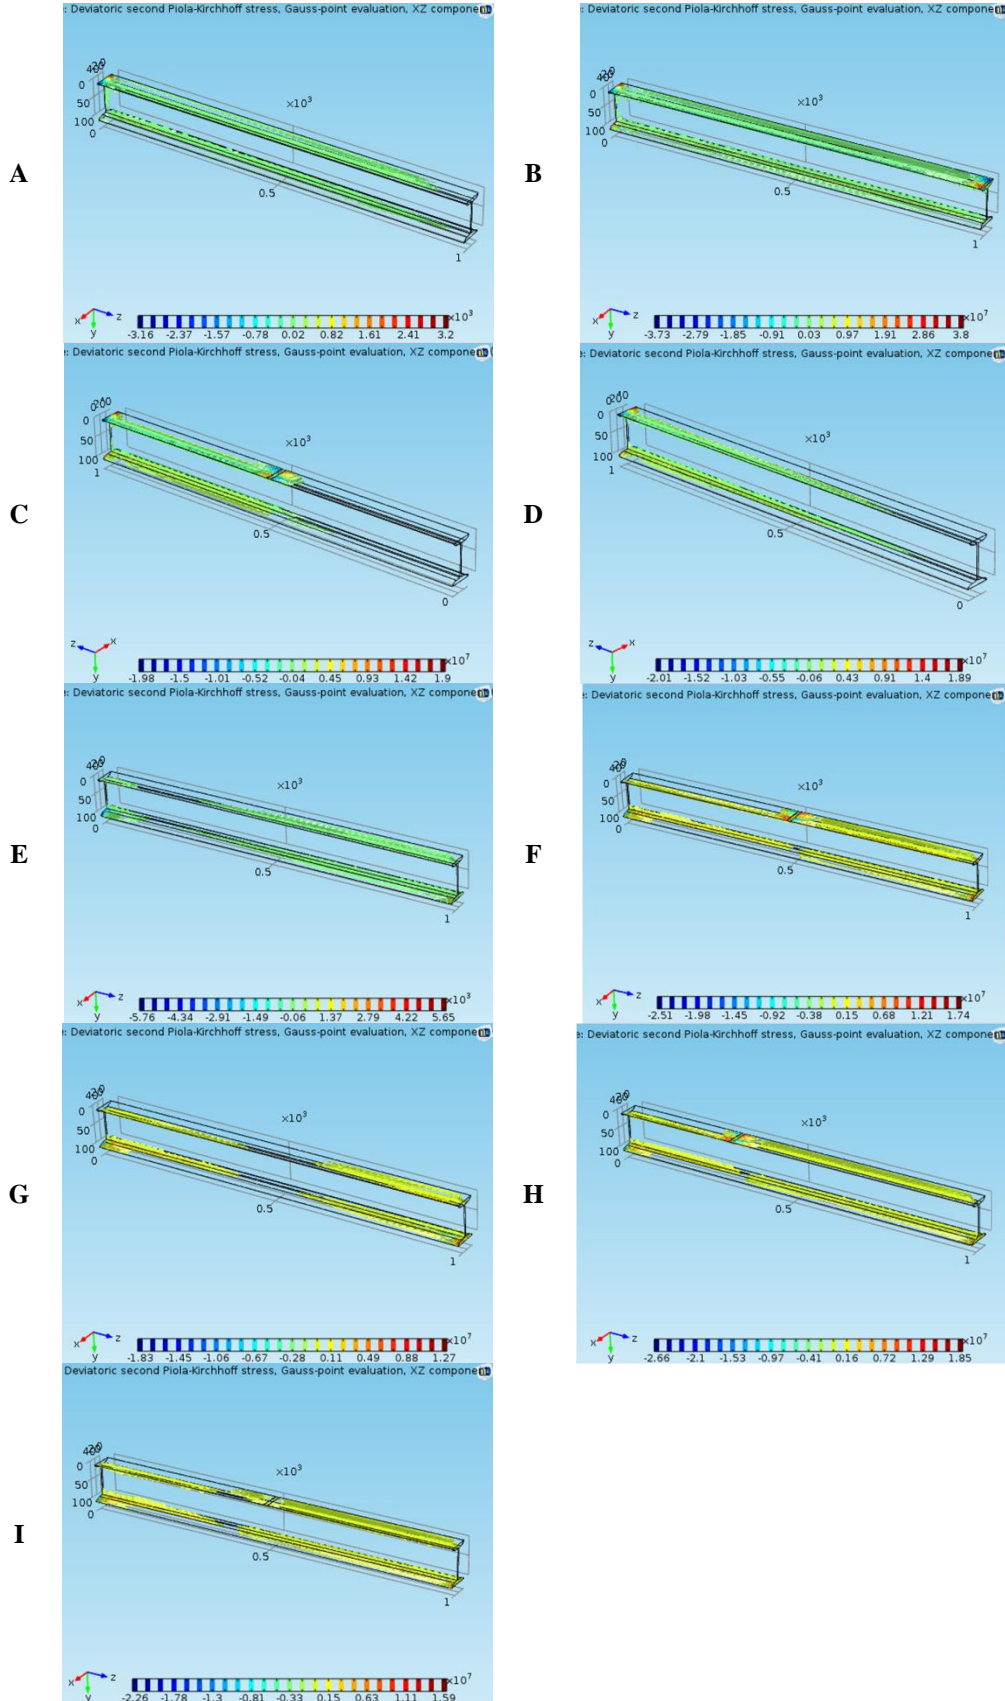 : Deviatoric second Piola-Kirchhoff stress, Gauss-point evaluation, XZ componen
0
50
100
0
×10³
0.5
1
A
x
y
z
-3.16 -2.37 -1.57 -0.78 0.02 0.82 1.61 2.41 3.2
×10³
: Deviatoric second Piola-Kirchhoff stress, Gauss-point evaluation, XZ componen
0
50
100
0
×10³
0.5
1
B
x
y
z
-3.73 -2.79 -1.85 -0.91 0.03 0.97 1.91 2.86 3.8
×10⁷
: Deviatoric second Piola-Kirchhoff stress, Gauss-point evaluation, XZ componen
0
50
100
1
×10³
0.5
0
C
z
x
y
-1.98 -1.5 -1.01 -0.52 -0.04 0.45 0.93 1.42 1.9
×10⁷
: Deviatoric second Piola-Kirchhoff stress, Gauss-point evaluation, XZ componen
0
50
100
1
×10³
0.5
0
D
z
x
y
-2.01 -1.52 -1.03 -0.55 -0.06 0.43 0.91 1.4 1.89
×10⁷
: Deviatoric second Piola-Kirchhoff stress, Gauss-point evaluation, XZ componen
0
50
100
0
×10³
0.5
1
E
x
y
z
-5.76 -4.34 -2.91 -1.49 -0.06 1.37 2.79 4.22 5.65
×10³
: Deviatoric second Piola-Kirchhoff stress, Gauss-point evaluation, XZ componen
0
50
100
0
×10³
0.5
1
F
x
y
z
-2.51 -1.98 -1.45 -0.92 -0.38 0.15 0.68 1.21 1.74
×10⁷
: Deviatoric second Piola-Kirchhoff stress, Gauss-point evaluation, XZ componen
0
50
100
0
×10³
0.5
1
G
x
y
z
-1.83 -1.45 -1.06 -0.67 -0.28 0.11 0.49 0.88 1.27
×10⁷
: Deviatoric second Piola-Kirchhoff stress, Gauss-point evaluation, XZ componen
0
50
100
0
×10³
0.5
1
H
x
y
z
-2.66 -2.1 -1.53 -0.97 -0.41 0.16 0.72 1.29 1.85
×10⁷
Deviatoric second Piola-Kirchhoff stress, Gauss-point evaluation, XZ componen
0
50
100
0
×10³
0.5
1
I
x
y
z
-2.26 -1.78 -1.3 -0.81 -0.33 0.15 0.63 1.11 1.59
×10⁷